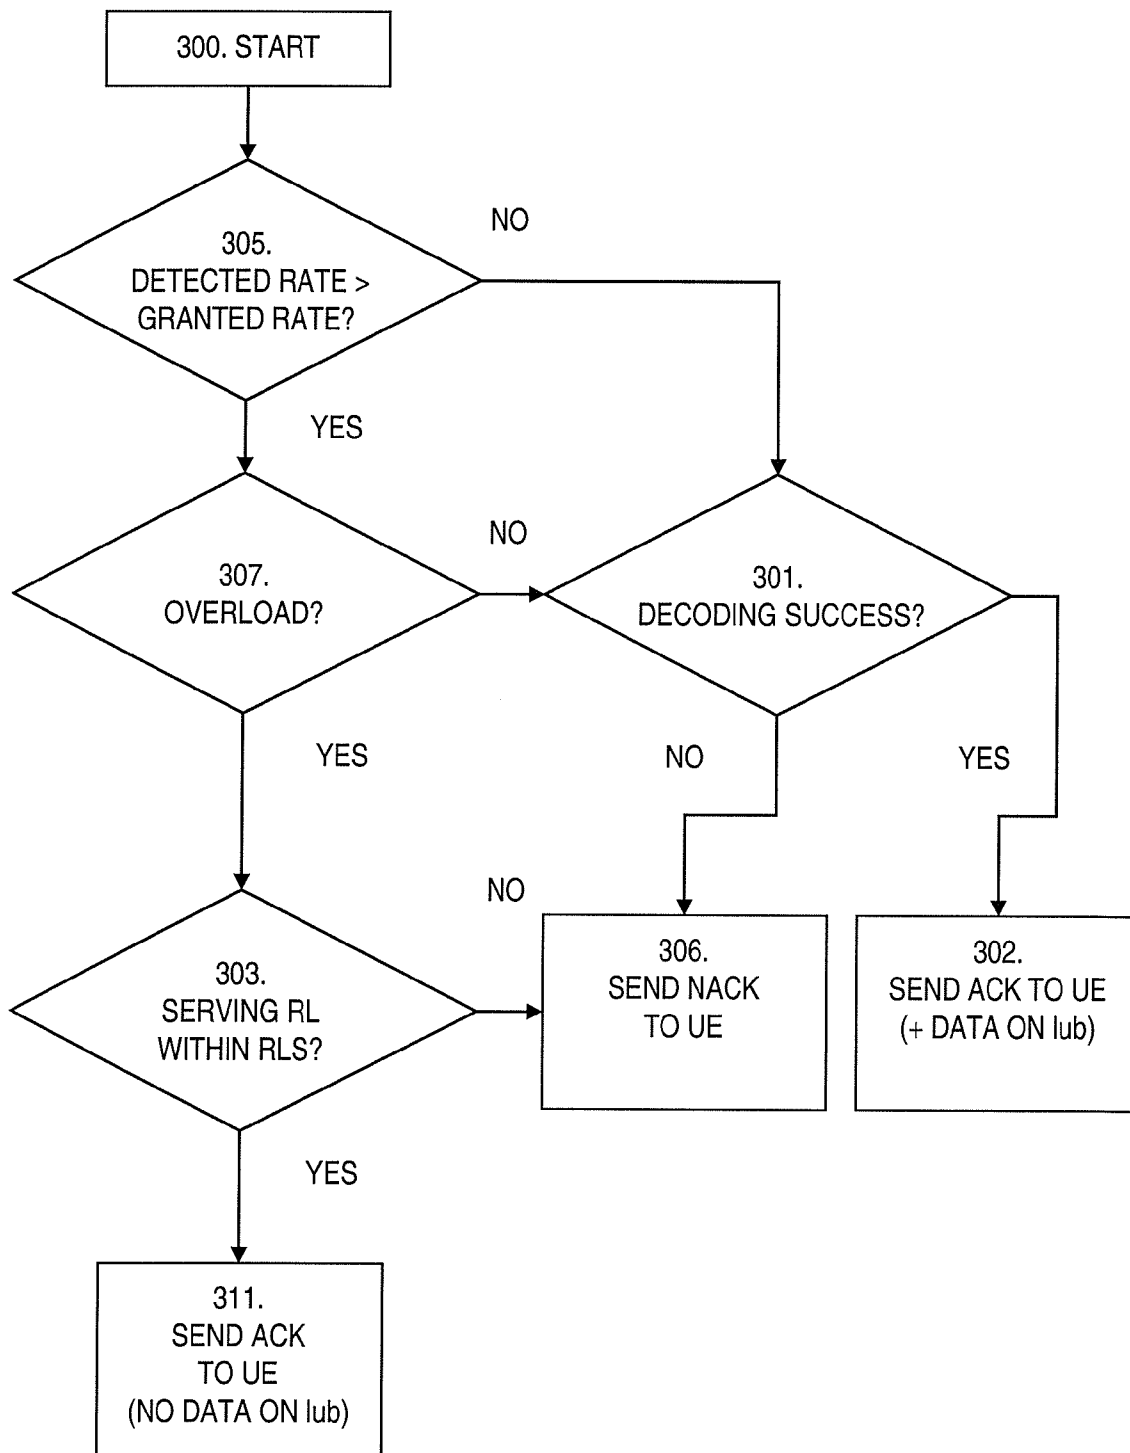 300. START
NO
305.
DETECTED RATE >
GRANTED RATE?
YES
NO
307.
OVERLOAD?
301.
DECODING SUCCESS?
YES
NO
YES
NO
303.
SERVING RL
WITHIN RLS?
306.
SEND NACK
TO UE
302.
SEND ACK TO UE
(+ DATA ON lub)
YES
311.
SEND ACK
TO UE
(NO DATA ON lub)